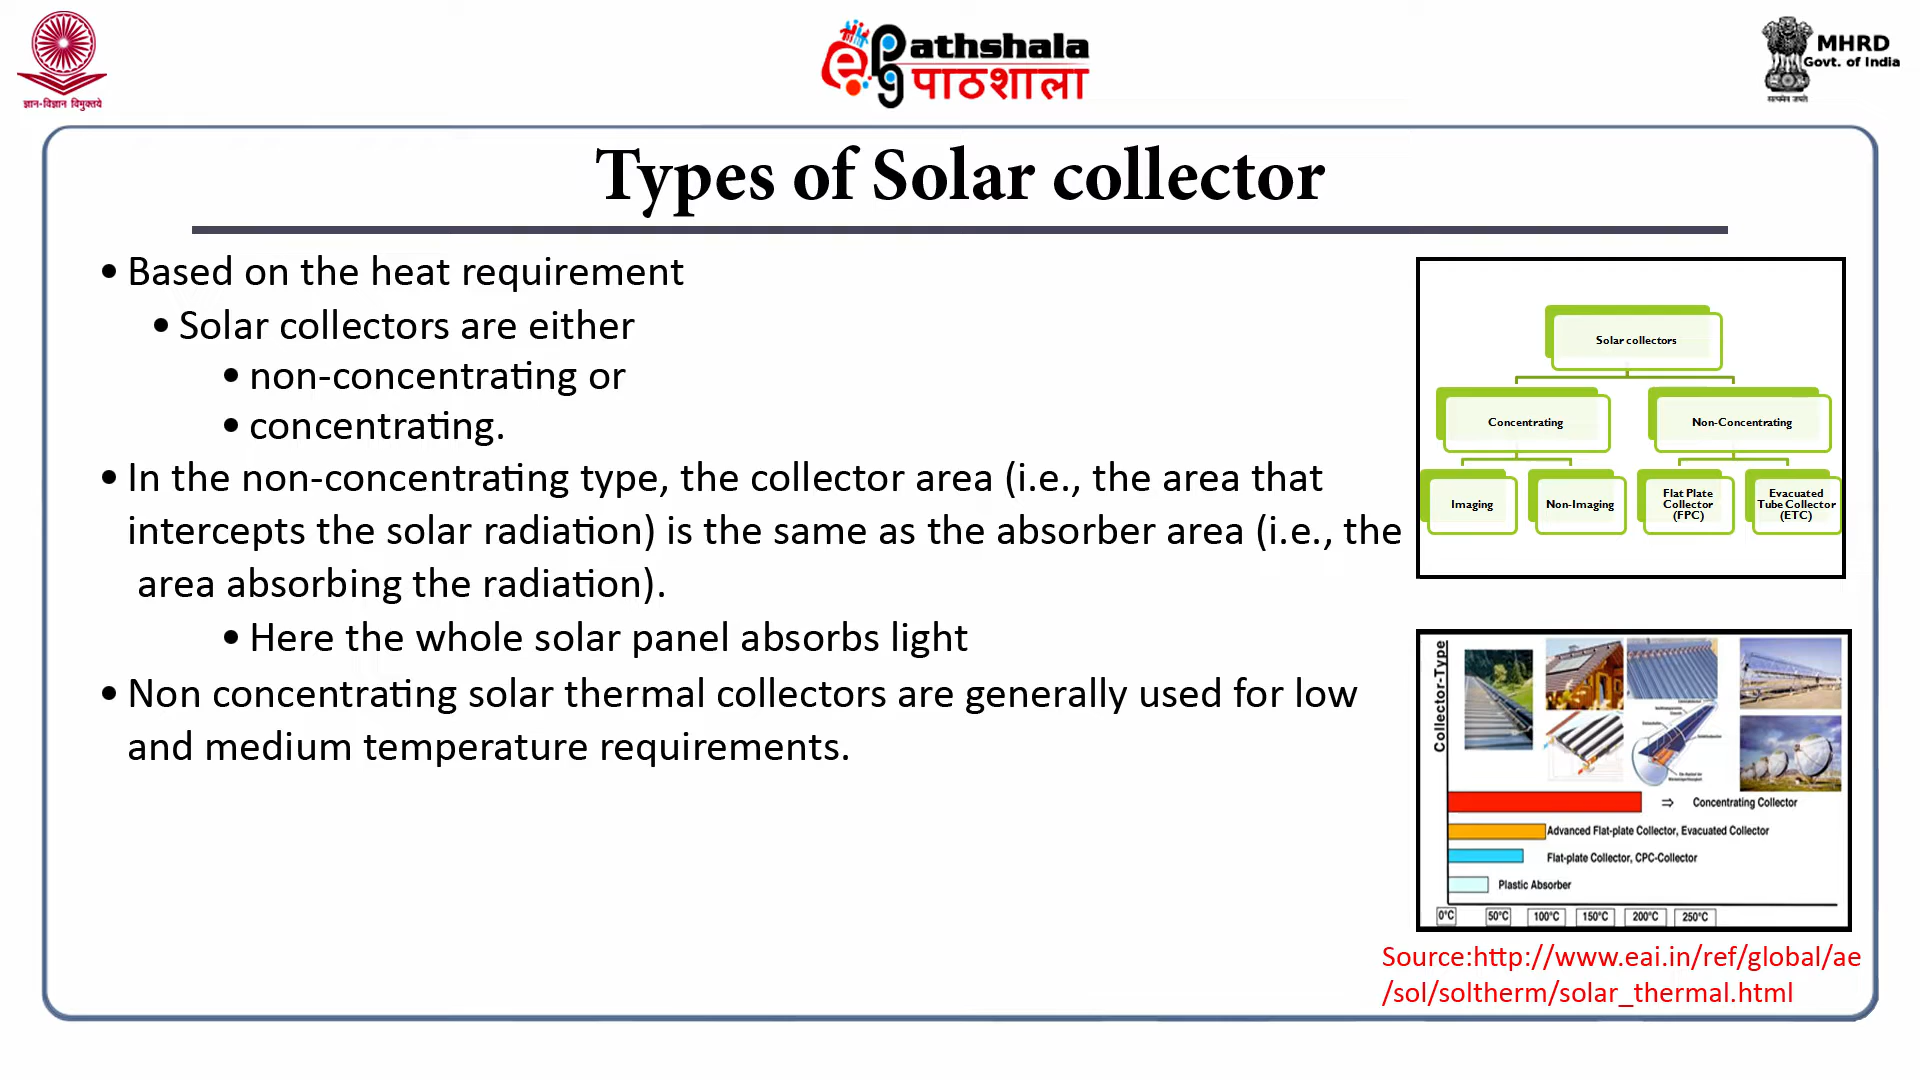 ज्ञान-विज्ञान विमुक्तये
ePathshala
पाठशाला
MHRD
Govt. of India
सत्यमेव जयते
Types of Solar collector
• Based on the heat requirement
• Solar collectors are either
• non-concentrating or
• concentrating.
• In the non-concentrating type, the collector area (i.e., the area that
intercepts the solar radiation) is the same as the absorber area (i.e., the
area absorbing the radiation).
• Here the whole solar panel absorbs light
• Non concentrating solar thermal collectors are generally used for low
and medium temperature requirements.
Solar collectors
Concentrating
Non-Concentrating
Imaging
Non-Imaging
Flat Plate
Collector
(FPC)
Evacuated
Tube Collector
(ETC)
Collector-Type
⇒ Concentrating Collector
Advanced Flat-plate Collector, Evacuated Collector
Flat-plate Collector, CPC-Collector
Plastic Absorber
0°C 50°C 100°C 150°C 200°C 250°C
Source:http://www.eai.in/ref/global/ae
/sol/soltherm/solar_thermal.html